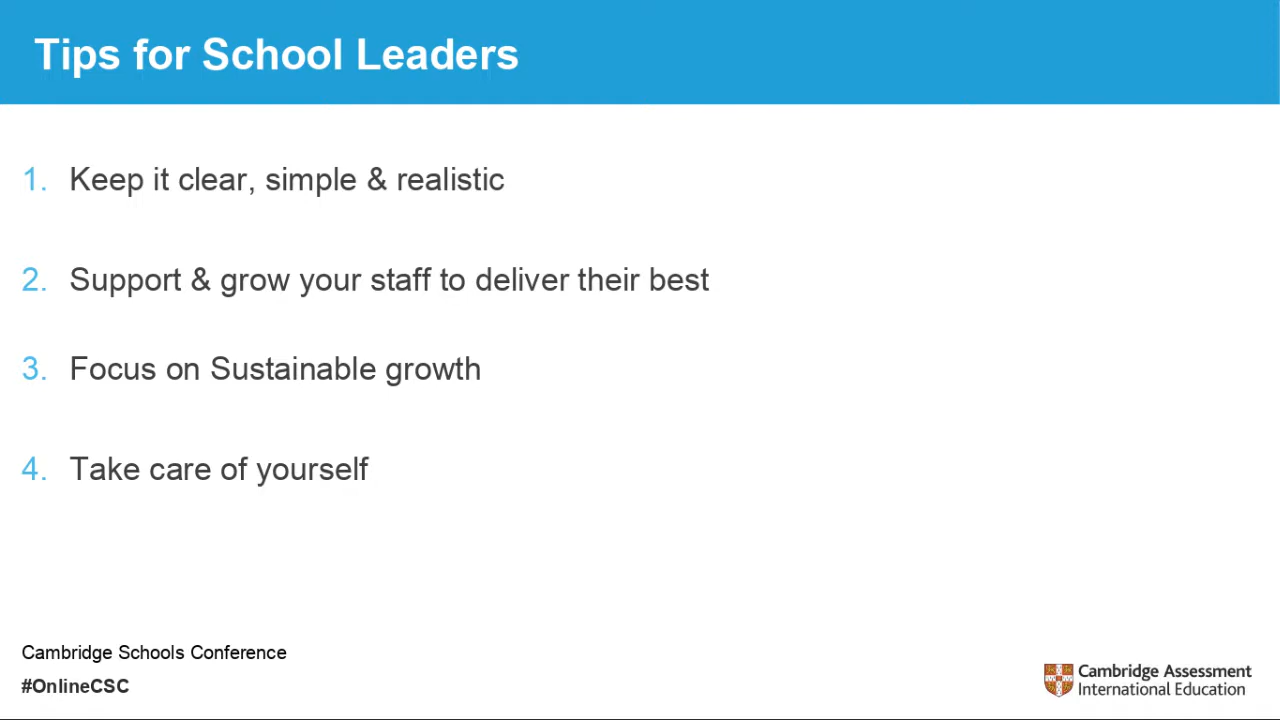 Tips for School Leaders
1. Keep it clear, simple & realistic
2. Support & grow your staff to deliver their best
3. Focus on Sustainable growth
4. Take care of yourself
Cambridge Schools Conference
#OnlineCSC
Cambridge Assessment
International Education